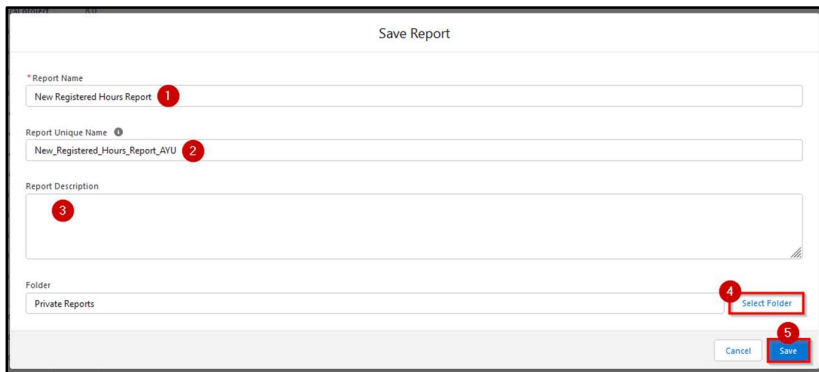 Save Report
* Report Name
New Registered Hours Report 1
Report Unique Name
New_Registered_Hours_Report_AYU 2
Report Description
3
Folder
Private Reports
4
Select Folder
5
Cancel Save